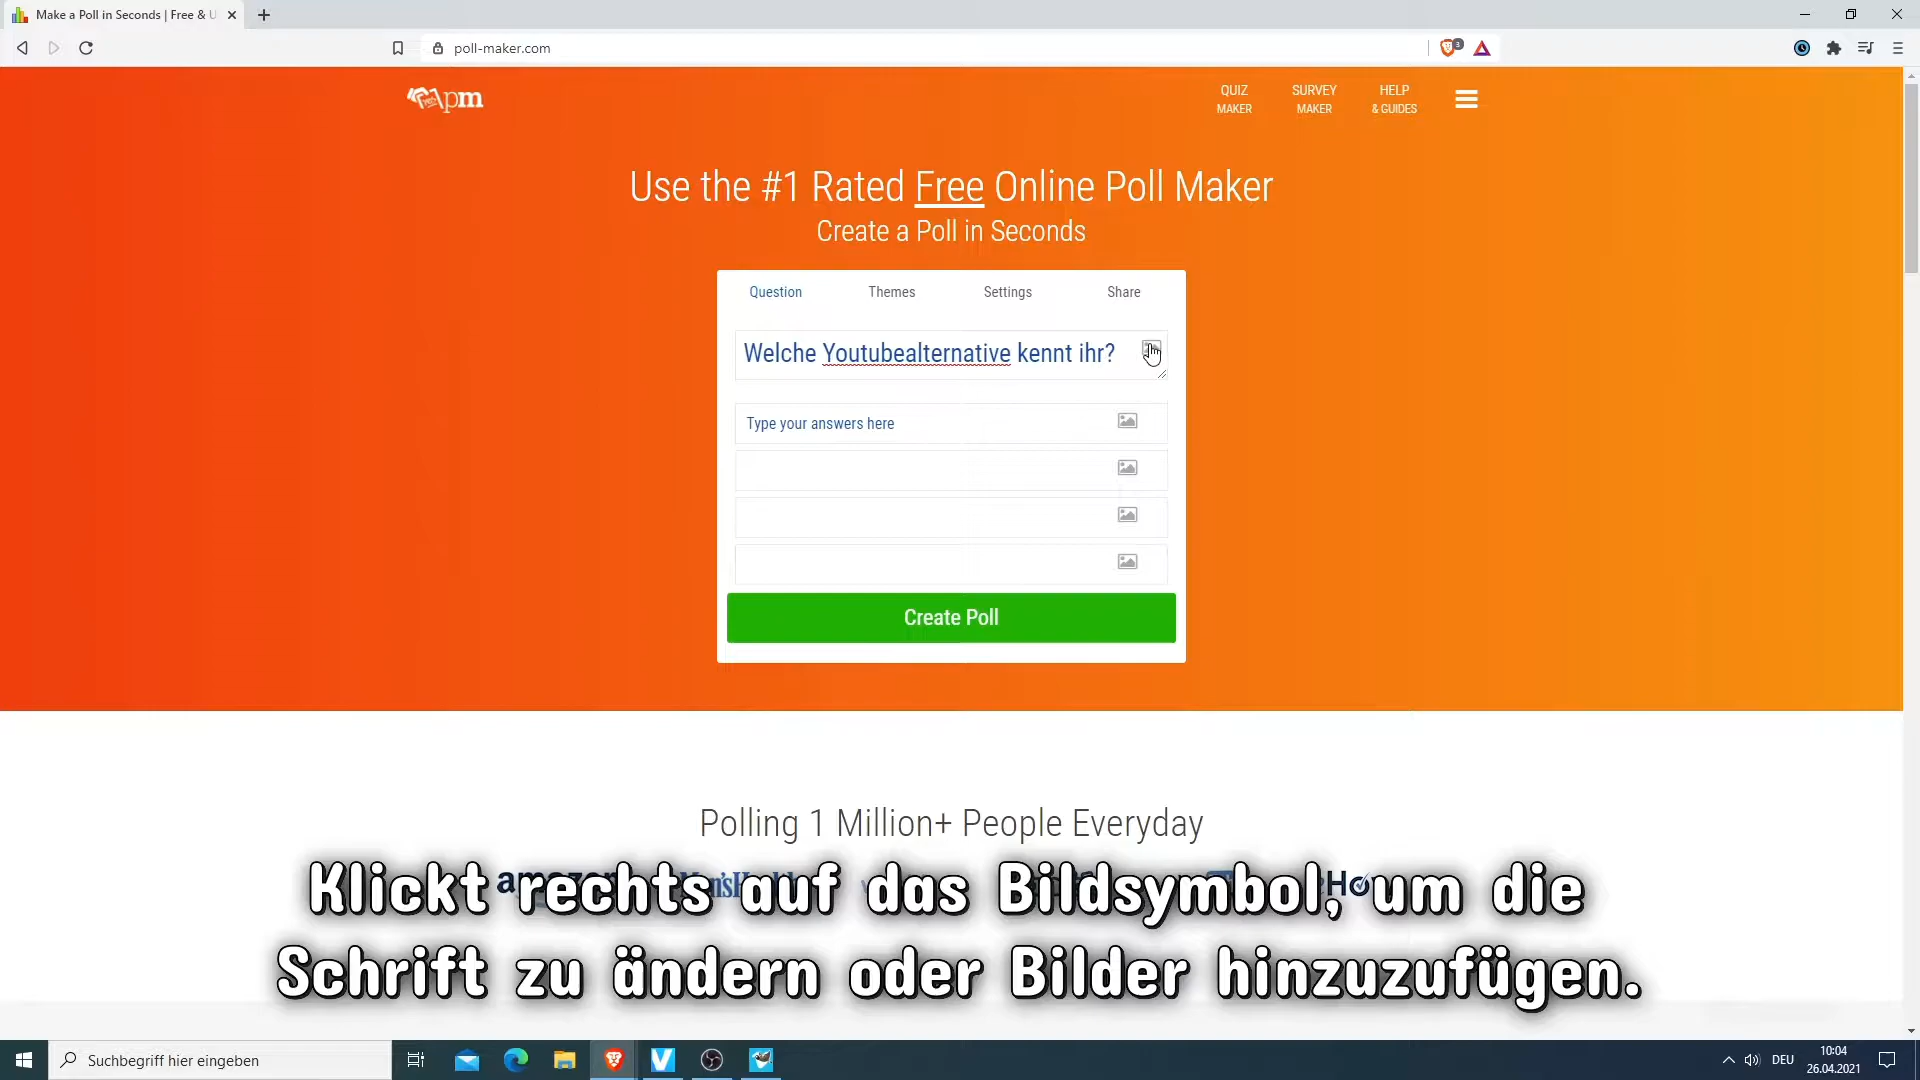 Make a Poll in Seconds | Free & U
poll-maker.com
3
pm
QUIZ
MAKER
SURVEY
MAKER
HELP
& GUIDES
Use the #1 Rated Free Online Poll Maker
Create a Poll in Seconds
Question
Themes
Settings
Share
Welche Youtubealternative kennt ihr?
Type your answers here
Create Poll
Polling 1 Million+ People Everyday
Klickt rechts auf das Bildsymbol, um die
Schrift zu ändern oder Bilder hinzuzufügen.
Suchbegriff hier eingeben
DEU
10:04
26.04.2021